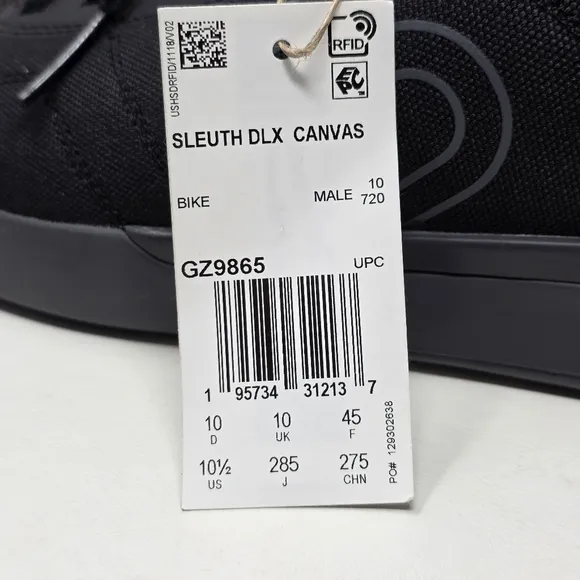 USHSDRFID/1118/V02
RFID
EPC
SLEUTH DLX CANVAS
BIKE MALE 10
720
GZ9865 UPC
1 95734 31213 7
10 10 45
D UK F
10½ 285 275
US J CHN
PO# 129302638